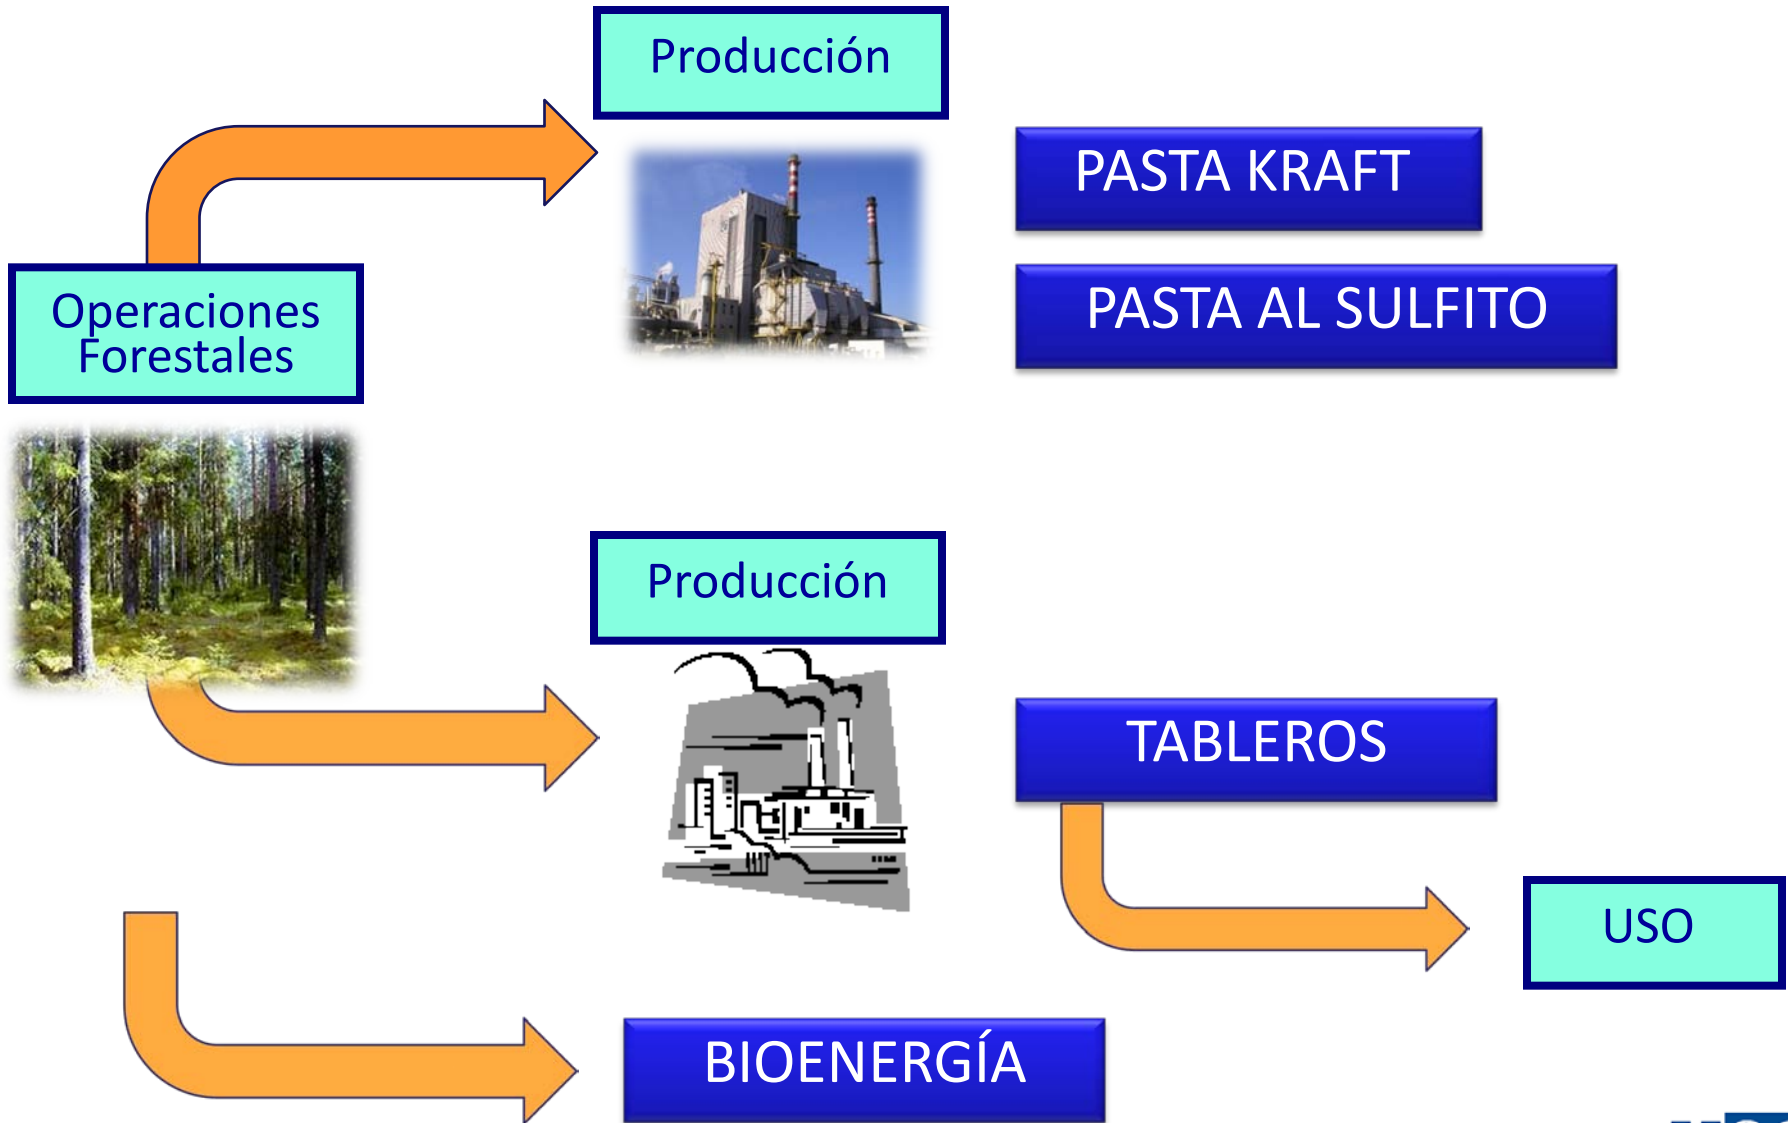 Producción
PASTA KRAFT
PASTA AL SULFITO
Operaciones
Forestales
Producción
TABLEROS
USO
BIOENERGÍA